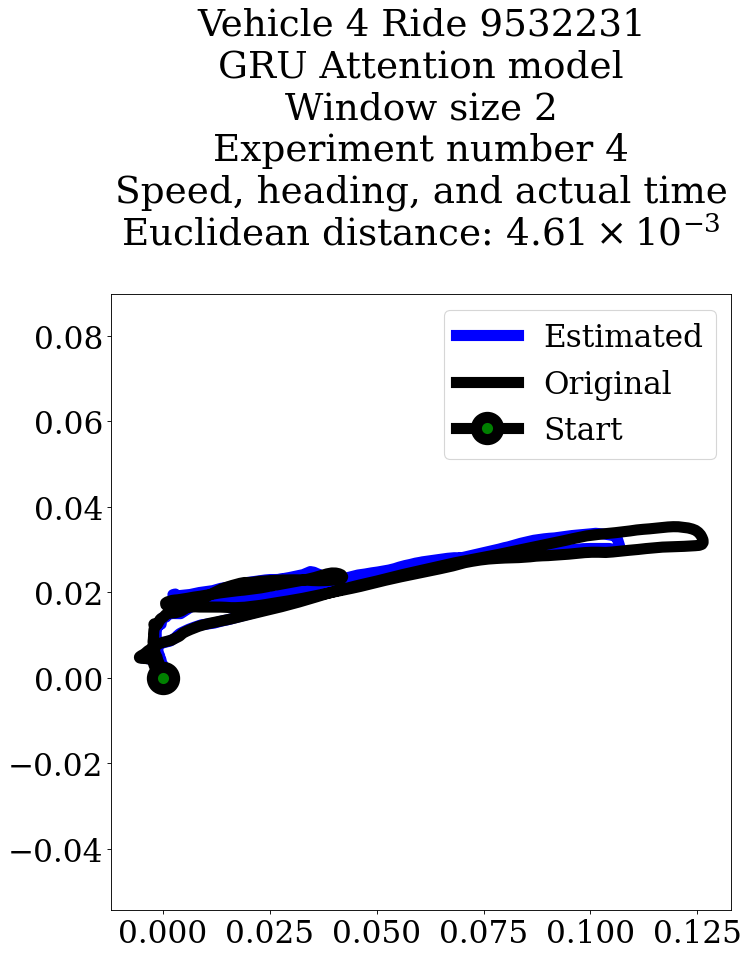 Vehicle 4 Ride 9532231
GRU Attention model
Window size 2
Experiment number 4
Speed, heading, and actual time
Euclidean distance: 4.61 × 10⁻³
Estimated
Original
Start
0.08
0.06
0.04
0.02
0.00
−0.02
−0.04
0.000 0.025 0.050 0.075 0.100 0.125